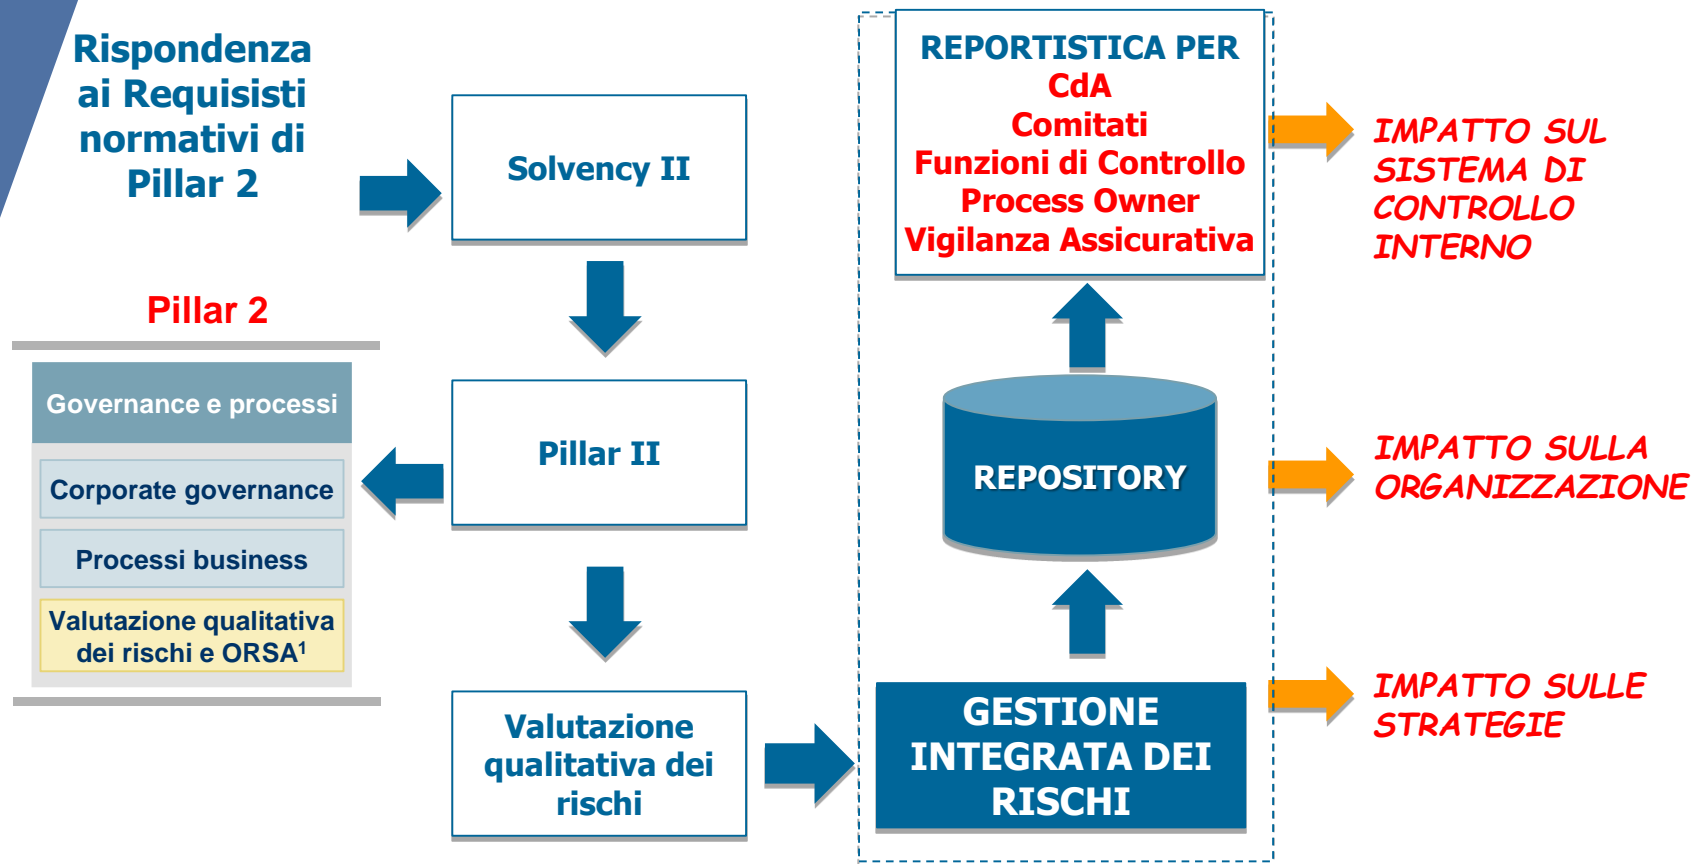 Rispondenza
ai Requisisti
normativi di
Pillar 2
Solvency II
Pillar 2
Governance e processi
Corporate governance
Processi business
Valutazione qualitativa
dei rischi e ORSA¹
Pillar II
Valutazione
qualitativa dei
rischi
REPORTISTICA PER
CdA
Comitati
Funzioni di Controllo
Process Owner
Vigilanza Assicurativa
REPOSITORY
GESTIONE
INTEGRATA DEI
RISCHI
IMPATTO SUL
SISTEMA DI
CONTROLLO
INTERNO
IMPATTO SULLA
ORGANIZZAZIONE
IMPATTO SULLE
STRATEGIE